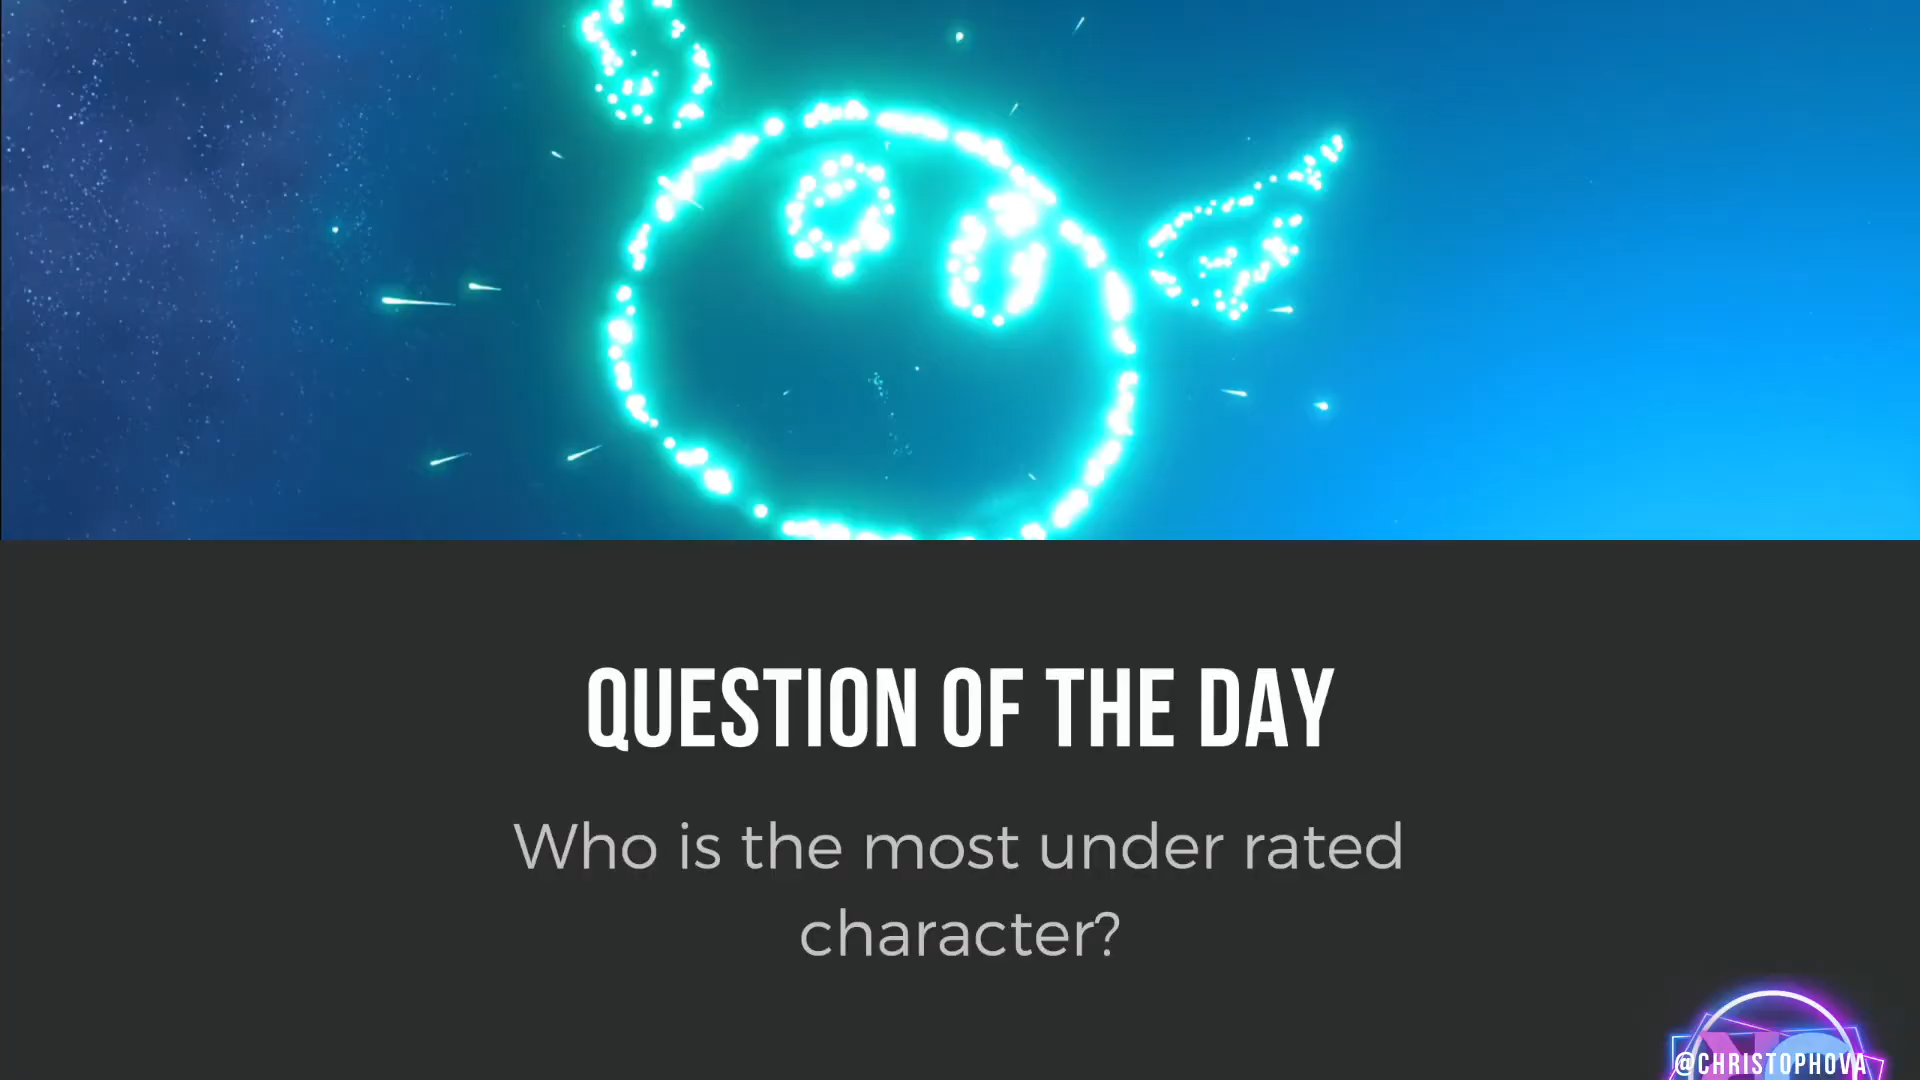 QUESTION OF THE DAY
Who is the most under rated
character?
@CHRISTOPHOVA